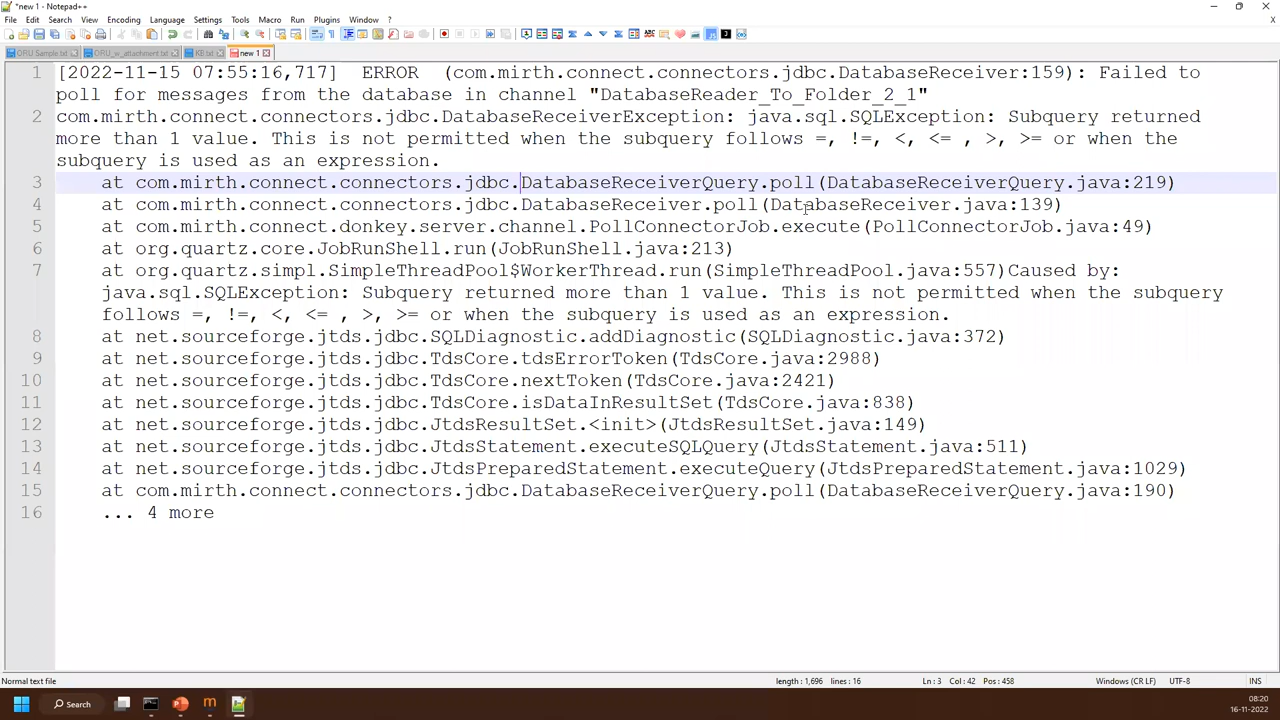 *new 1 - Notepad++
File Edit Search View Encoding Language Settings Tools Macro Run Plugins Window ?
ORU Sample.txt ORU_w_attachment.txt KB.txt new 1
1 [2022-11-15 07:55:16,717] ERROR (com.mirth.connect.connectors.jdbc.DatabaseReceiver:159): Failed to
poll for messages from the database in channel "DatabaseReader_To_Folder_2_1"
2 com.mirth.connect.connectors.jdbc.DatabaseReceiverException: java.sql.SQLException: Subquery returned
more than 1 value. This is not permitted when the subquery follows =, !=, <, <= , >, >= or when the
subquery is used as an expression.
3 at com.mirth.connect.connectors.jdbc.DatabaseReceiverQuery.poll(DatabaseReceiverQuery.java:219)
4 at com.mirth.connect.connectors.jdbc.DatabaseReceiver.poll(DatabaseReceiver.java:139)
5 at com.mirth.connect.donkey.server.channel.PollConnectorJob.execute(PollConnectorJob.java:49)
6 at org.quartz.core.JobRunShell.run(JobRunShell.java:213)
7 at org.quartz.simpl.SimpleThreadPool$WorkerThread.run(SimpleThreadPool.java:557)Caused by:
java.sql.SQLException: Subquery returned more than 1 value. This is not permitted when the subquery
follows =, !=, <, <= , >, >= or when the subquery is used as an expression.
8 at net.sourceforge.jtds.jdbc.SQLDiagnostic.addDiagnostic(SQLDiagnostic.java:372)
9 at net.sourceforge.jtds.jdbc.TdsCore.tdsErrorToken(TdsCore.java:2988)
10 at net.sourceforge.jtds.jdbc.TdsCore.nextToken(TdsCore.java:2421)
11 at net.sourceforge.jtds.jdbc.TdsCore.isDataInResultSet(TdsCore.java:838)
12 at net.sourceforge.jtds.jdbc.JtdsResultSet.<init>(JtdsResultSet.java:149)
13 at net.sourceforge.jtds.jdbc.JtdsStatement.executeSQLQuery(JtdsStatement.java:511)
14 at net.sourceforge.jtds.jdbc.JtdsPreparedStatement.executeQuery(JtdsPreparedStatement.java:1029)
15 at com.mirth.connect.connectors.jdbc.DatabaseReceiverQuery.poll(DatabaseReceiverQuery.java:190)
16 ... 4 more
Normal text file length : 1,696 lines : 16 Ln : 3 Col : 42 Pos : 458 Windows (CR LF) UTF-8 INS
Search 08:20
16-11-2022